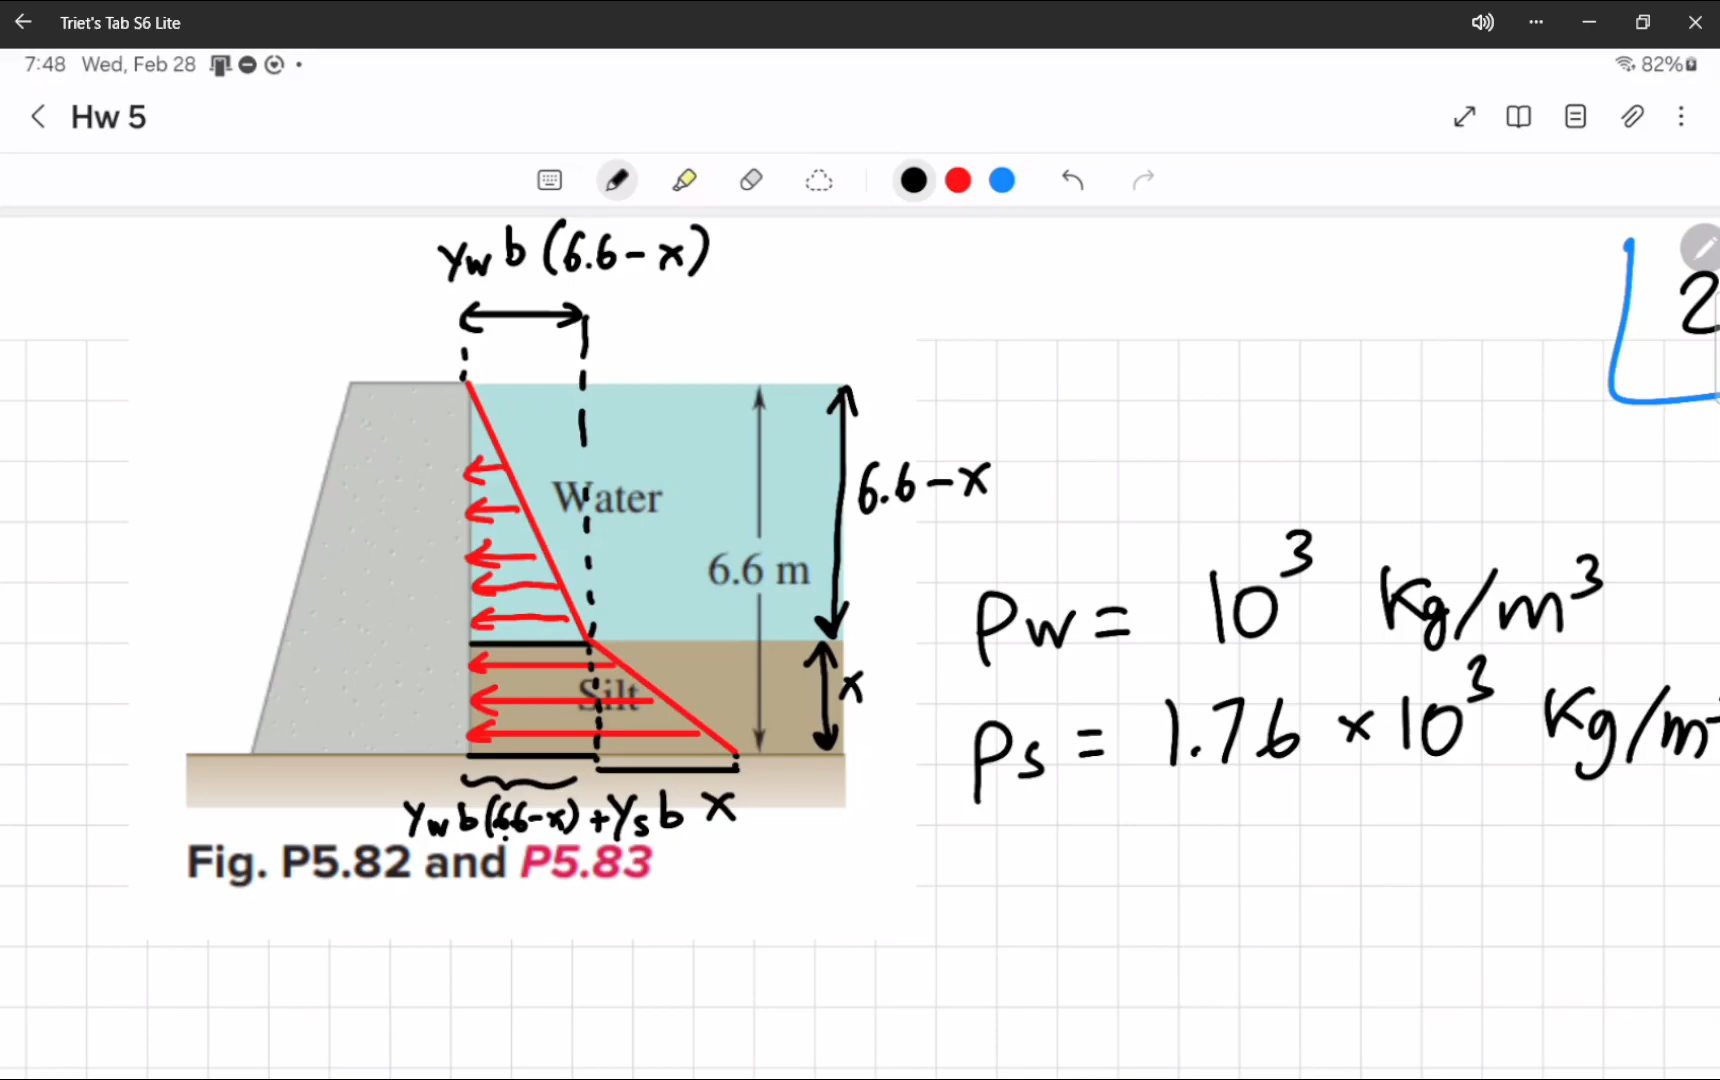 Triet's Tab S6 Lite
7:48 Wed, Feb 28
82%
Hw 5
γw b (6.6-x)
2
Water
6.6-x
6.6 m
ρw = 10³ Kg/m³
Silt
x
ρs = 1.76 × 10³ Kg/m
γw b (6.6-x) + γs b x
Fig. P5.82 and P5.83